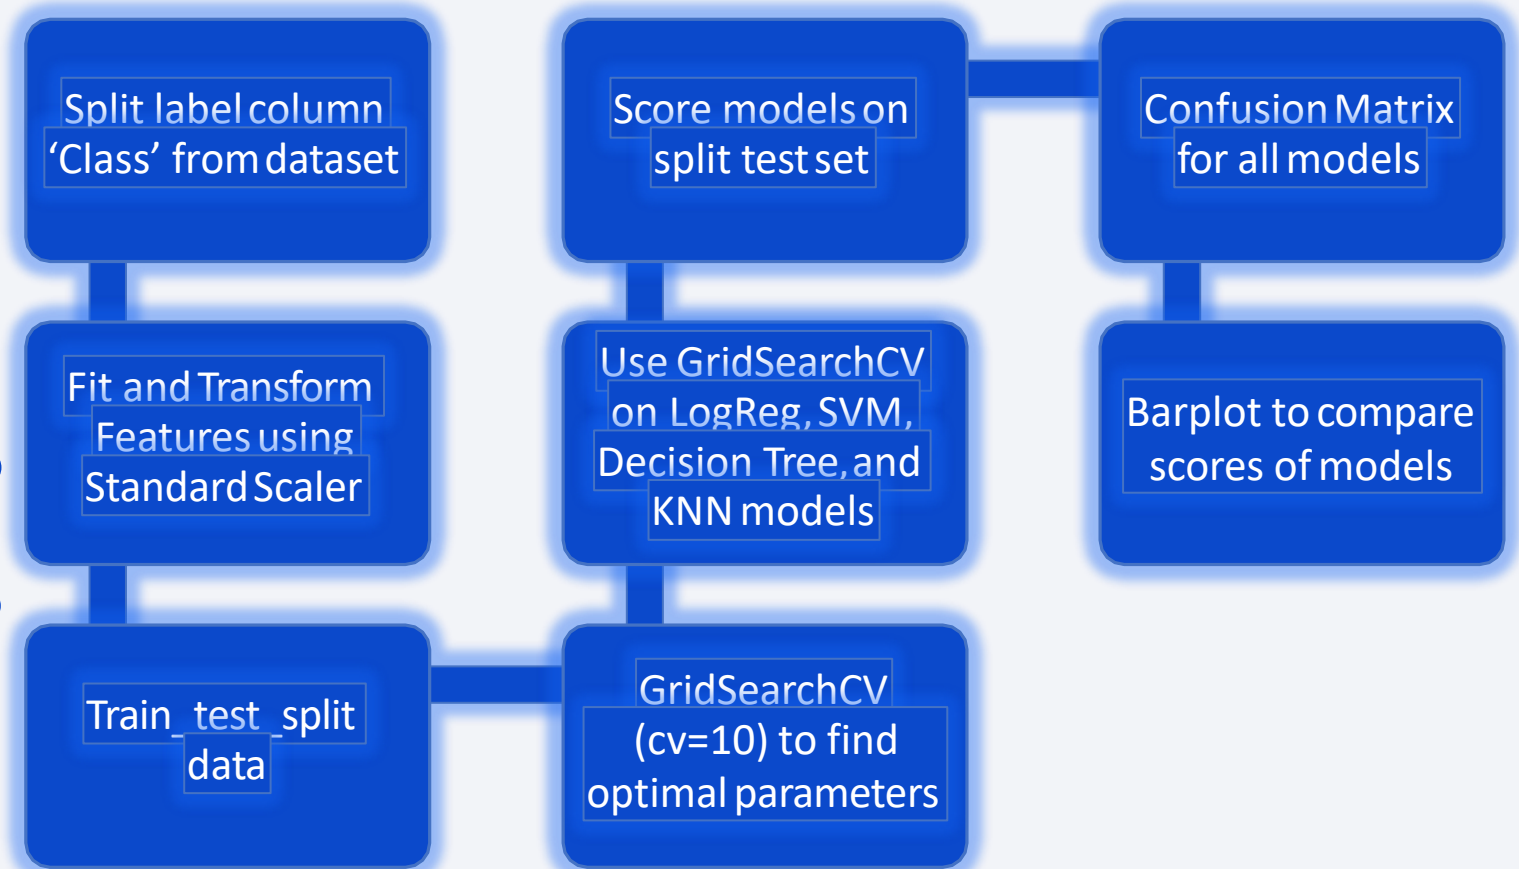 Split label column
‘Class’ from dataset
Fit and Transform
Features using
Standard Scaler
Train_test_split
data
GridSearchCV
(cv=10) to find
optimal parameters
Use GridSearchCV
on LogReg, SVM,
Decision Tree, and
KNN models
Score models on
split test set
Confusion Matrix
for all models
Barplot to compare
scores of models